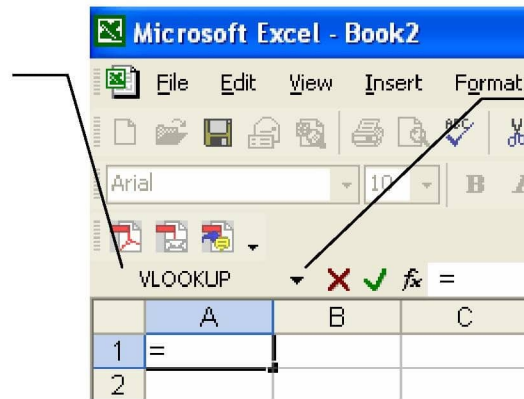 Microsoft Excel - Book2
File Edit View Insert Format
Arial 10 B
VLOOKUP fx =
A B C
1 =
2